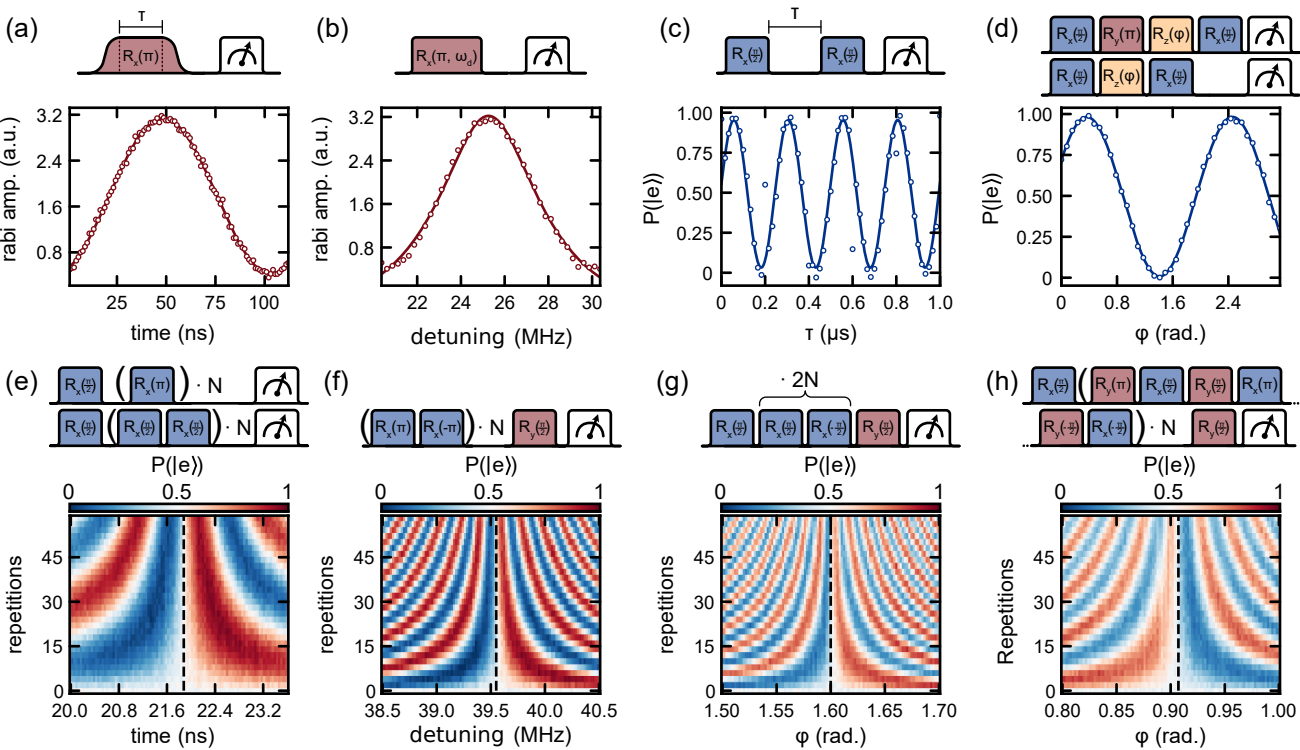 (a)
τ
Rx(π)
3.2
2.4
1.6
0.8
rabi amp. (a.u.)
25 50 75 100
time (ns)
(b)
Rx(π, ωd)
3.2
2.4
1.6
0.8
rabi amp. (a.u.)
22 24 26 28 30
detuning (MHz)
(c)
τ
Rx(π/2) Rx(π/2)
P(|e⟩)
1.00
0.75
0.50
0.25
0
0 0.2 0.4 0.6 0.8 1.0
τ (μs)
(d)
Rx(π/2) Ry(π) Rz(φ) Rx(π/2)
Rx(π/2) Rz(φ) Rx(π/2)
P(|e⟩)
1.00
0.75
0.50
0.25
0
0 0.8 1.6 2.4
φ (rad.)
(e)
Rx(π/2) ( Rx(π) ) · N
Rx(π/2) ( Rx(π/2) Rx(π/2) ) · N
P(|e⟩)
0 0.5 1
45
30
15
0
repetitions
20.0 20.8 21.6 22.4 23.2
time (ns)
(f)
( Rx(π) Rx(-π) ) · N Ry(π/2)
P(|e⟩)
0 0.5 1
45
30
15
0
repetitions
38.5 39.0 39.5 40.0 40.5
detuning (MHz)
(g)
· 2N
Rx(π/2) Rx(π/2) Rx(-π/2) Ry(π/2)
P(|e⟩)
0 0.5 1
45
30
15
0
repetitions
1.50 1.55 1.60 1.65 1.70
φ (rad.)
(h)
Rx(π/2) ( Ry(π) Rx(π/2) Ry(π/2) Rx(π) ...
... Ry(-π/2) Rx(-π/2) ) · N Ry(π/2)
P(|e⟩)
0 0.5 1
45
30
15
0
Repetitions
0.80 0.85 0.90 0.95 1.00
φ (rad.)